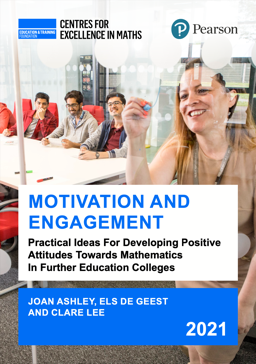 EDUCATION & TRAINING
FOUNDATION
CENTRES FOR
EXCELLENCE IN MATHS
Pearson
MOTIVATION AND
ENGAGEMENT
Practical Ideas For Developing Positive
Attitudes Towards Mathematics
In Further Education Colleges
JOAN ASHLEY, ELS DE GEEST
AND CLARE LEE
2021